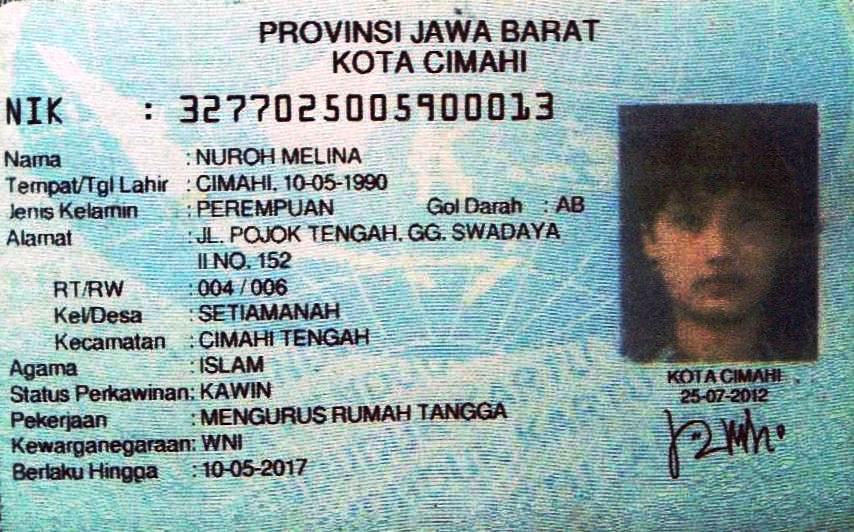 PROVINSI JAWA BARAT
KOTA CIMAHI
NIK : 3277025005900013
Nama : NUROH MELINA
Tempat/Tgl Lahir : CIMAHI, 10-05-1990
Jenis Kelamin : PEREMPUAN Gol Darah : AB
Alamat : JL. POJOK TENGAH. GG. SWADAYA
II NO. 152
RT/RW : 004 / 006
Kel/Desa : SETIAMANAH
Kecamatan : CIMAHI TENGAH
Agama : ISLAM
Status Perkawinan: KAWIN
Pekerjaan : MENGURUS RUMAH TANGGA
Kewarganegaraan: WNI
Berlaku Hingga : 10-05-2017
KOTA CIMAHI
25-07-2012